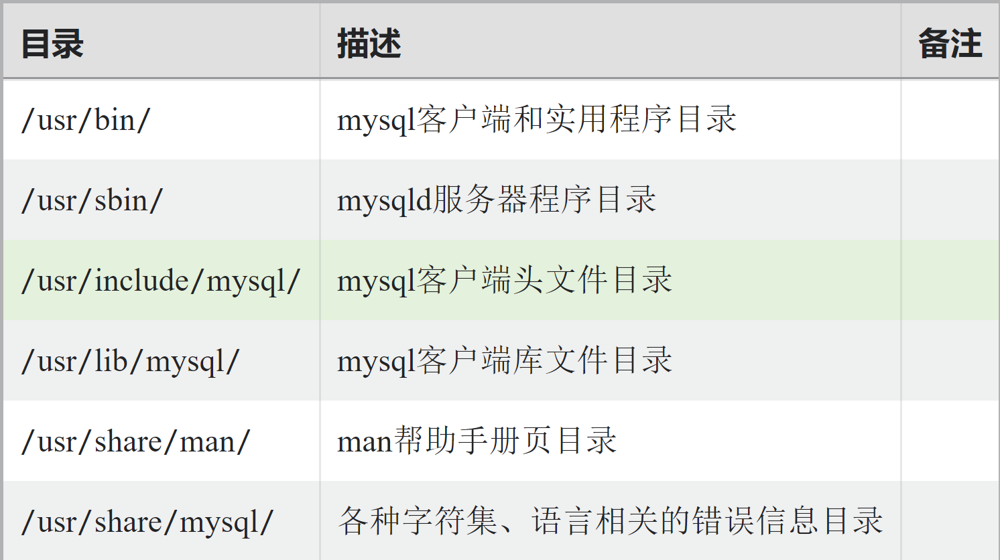 目录 描述 备注
/usr/bin/ mysql客户端和实用程序目录
/usr/sbin/ mysqld服务器程序目录
/usr/include/mysql/ mysql客户端头文件目录
/usr/lib/mysql/ mysql客户端库文件目录
/usr/share/man/ man帮助手册页目录
/usr/share/mysql/ 各种字符集、语言相关的错误信息目录